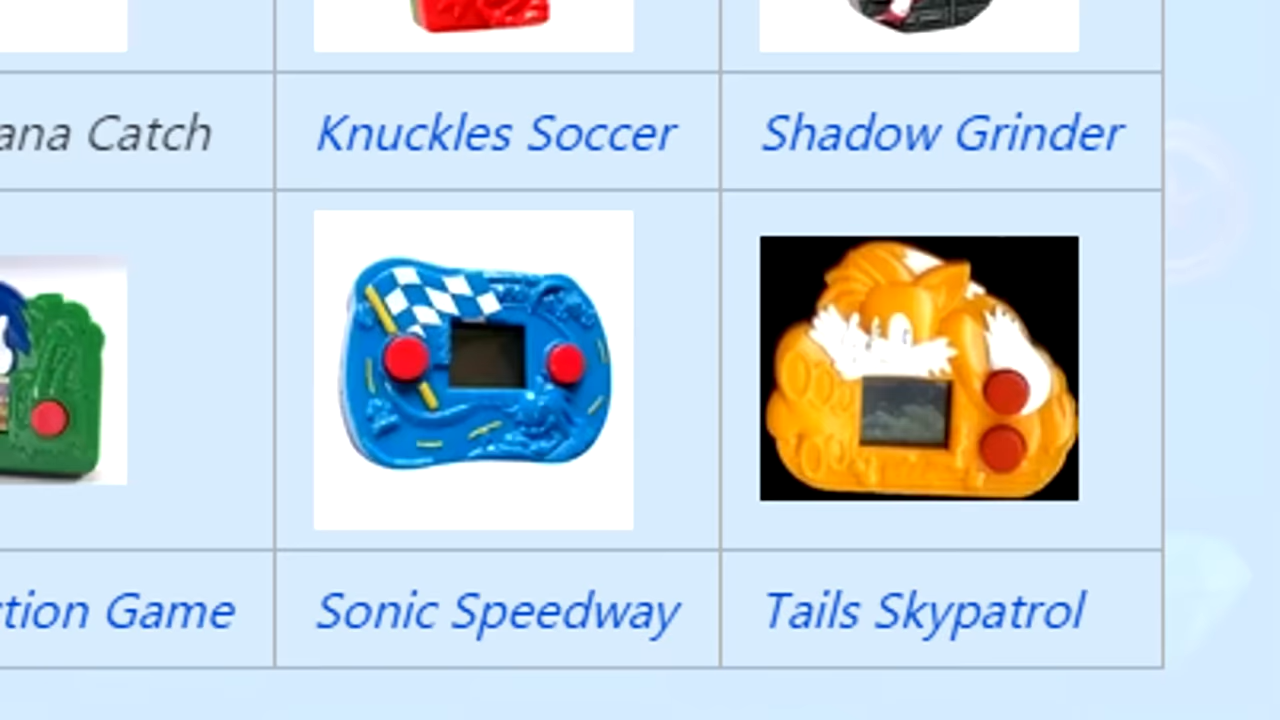 ana Catch
Knuckles Soccer
Shadow Grinder
tion Game
Sonic Speedway
Tails Skypatrol